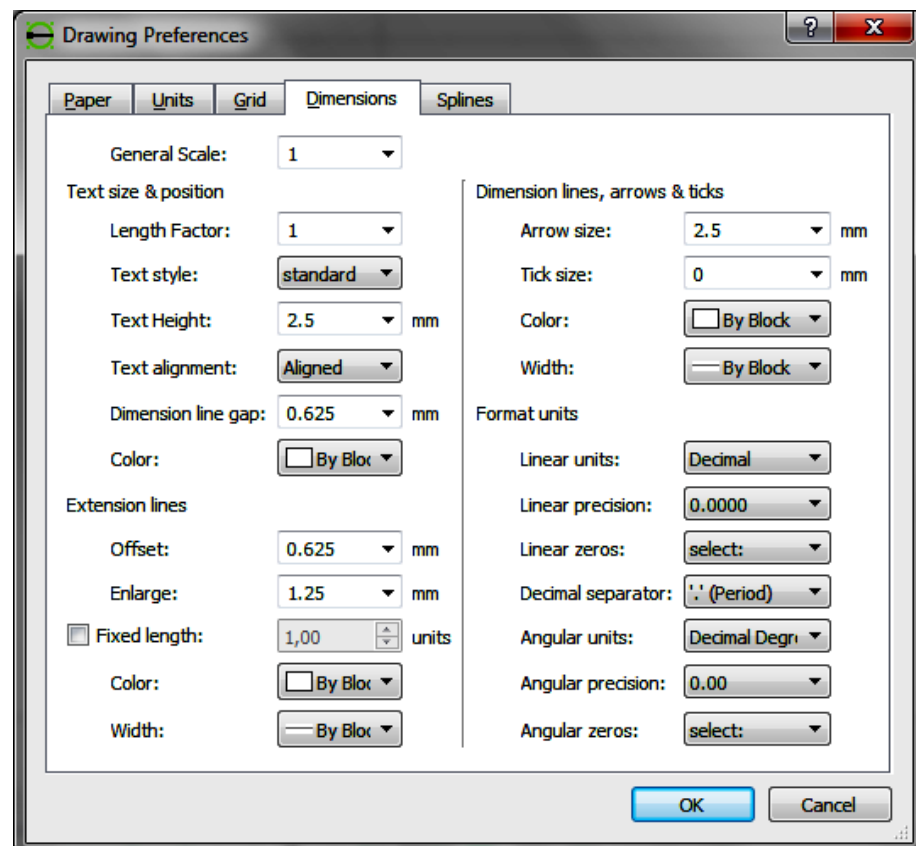 Drawing Preferences
Paper Units Grid Dimensions Splines
General Scale: 1
Text size & position
Length Factor: 1
Text style: standard
Text Height: 2.5 mm
Text alignment: Aligned
Dimension line gap: 0.625 mm
Color: By Bloc
Extension lines
Offset: 0.625 mm
Enlarge: 1.25 mm
Fixed length: 1,00 units
Color: By Bloc
Width: By Bloc
Dimension lines, arrows & ticks
Arrow size: 2.5 mm
Tick size: 0 mm
Color: By Block
Width: By Block
Format units
Linear units: Decimal
Linear precision: 0.0000
Linear zeros: select:
Decimal separator: '.' (Period)
Angular units: Decimal Degr
Angular precision: 0.00
Angular zeros: select:
OK Cancel